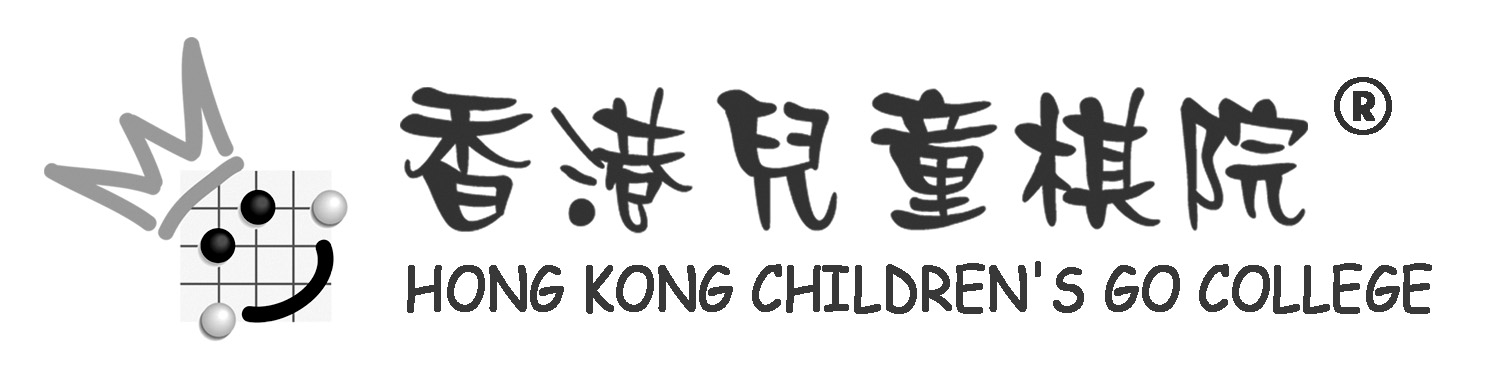 香港兒童棋院®
HONG KONG CHILDREN'S GO COLLEGE